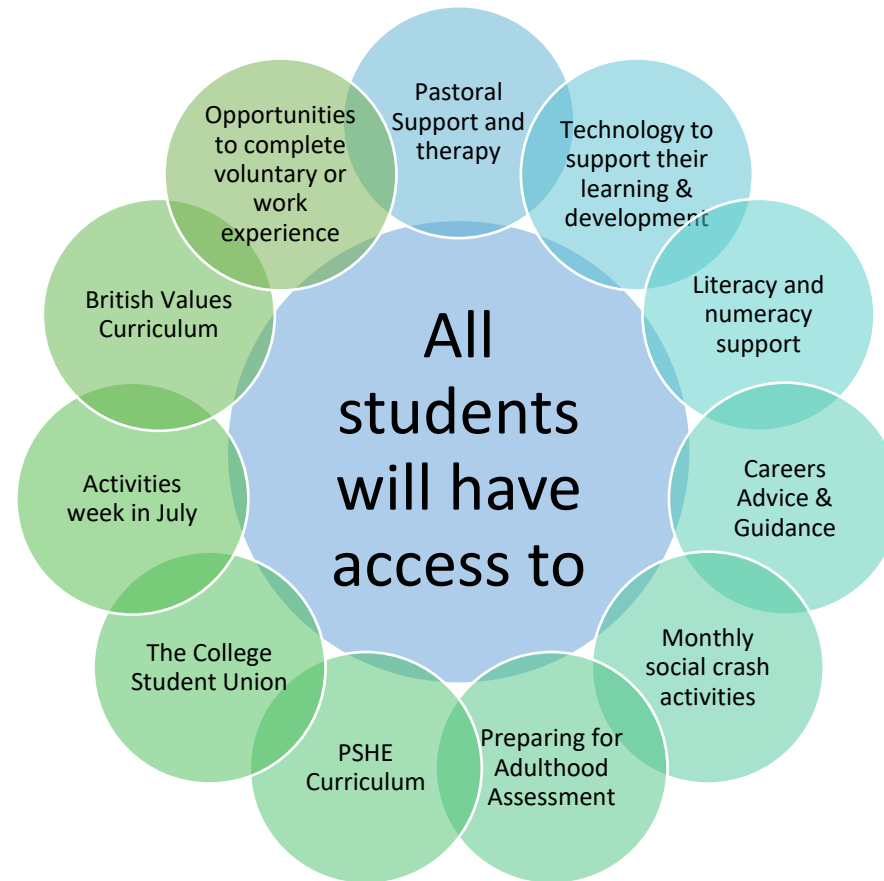 All
students
will have
access to
Pastoral
Support and
therapy
Technology to
support their
learning &
development
Literacy and
numeracy
support
Careers
Advice &
Guidance
Monthly
social crash
activities
Preparing for
Adulthood
Assessment
PSHE
Curriculum
The College
Student Union
Activities
week in July
British Values
Curriculum
Opportunities
to complete
voluntary or
work
experience